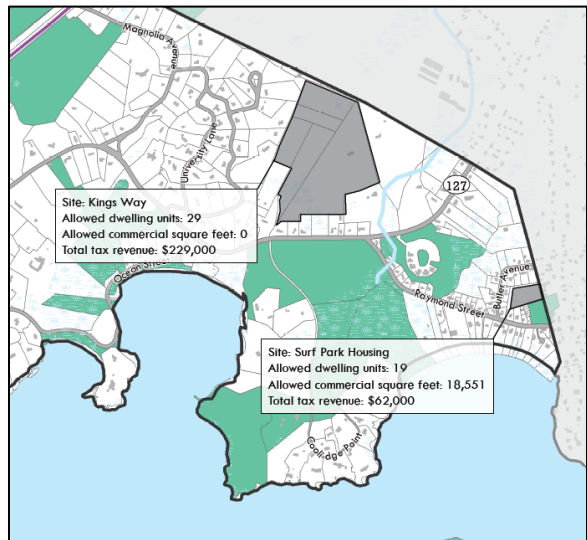 Magnolia Avenue
University Lane
127
Site: Kings Way
Allowed dwelling units: 29
Allowed commercial square feet: 0
Total tax revenue: $229,000
Ocean Street
Butler Avenue
Raymond Street
Site: Surf Park Housing
Allowed dwelling units: 19
Allowed commercial square feet: 18,551
Total tax revenue: $62,000
Coolidge Point